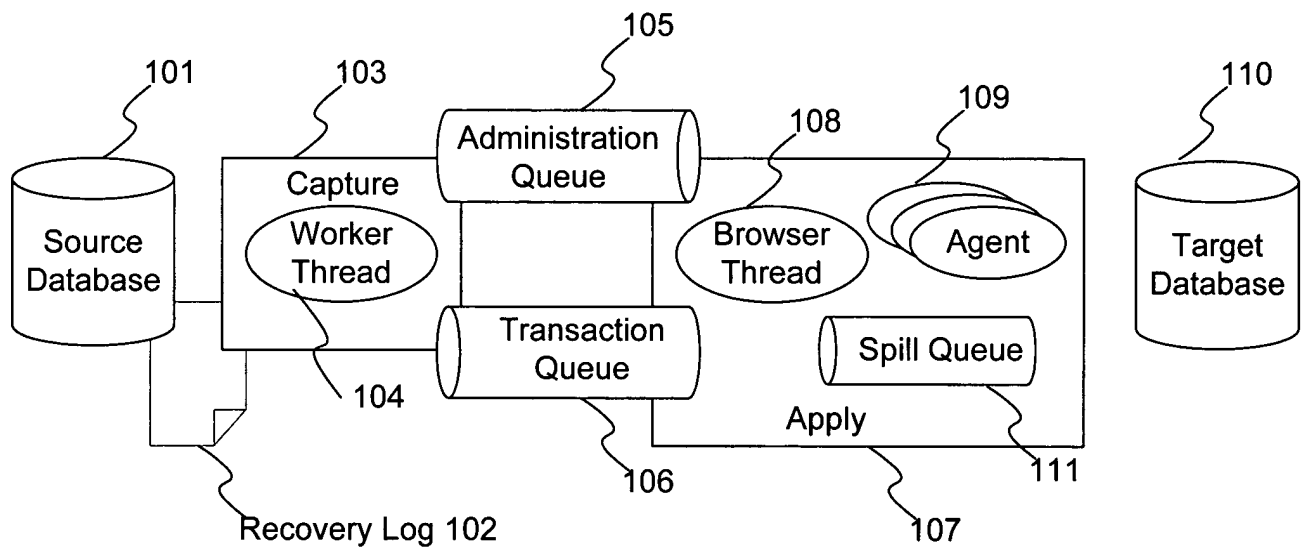 105
101
103
110
109
108
Administration
Queue
Capture
Worker
Thread
Browser
Thread
Agent
Source
Database
Target
Database
Transaction
Queue
Spill Queue
104
Apply
111
106
107
Recovery Log 102